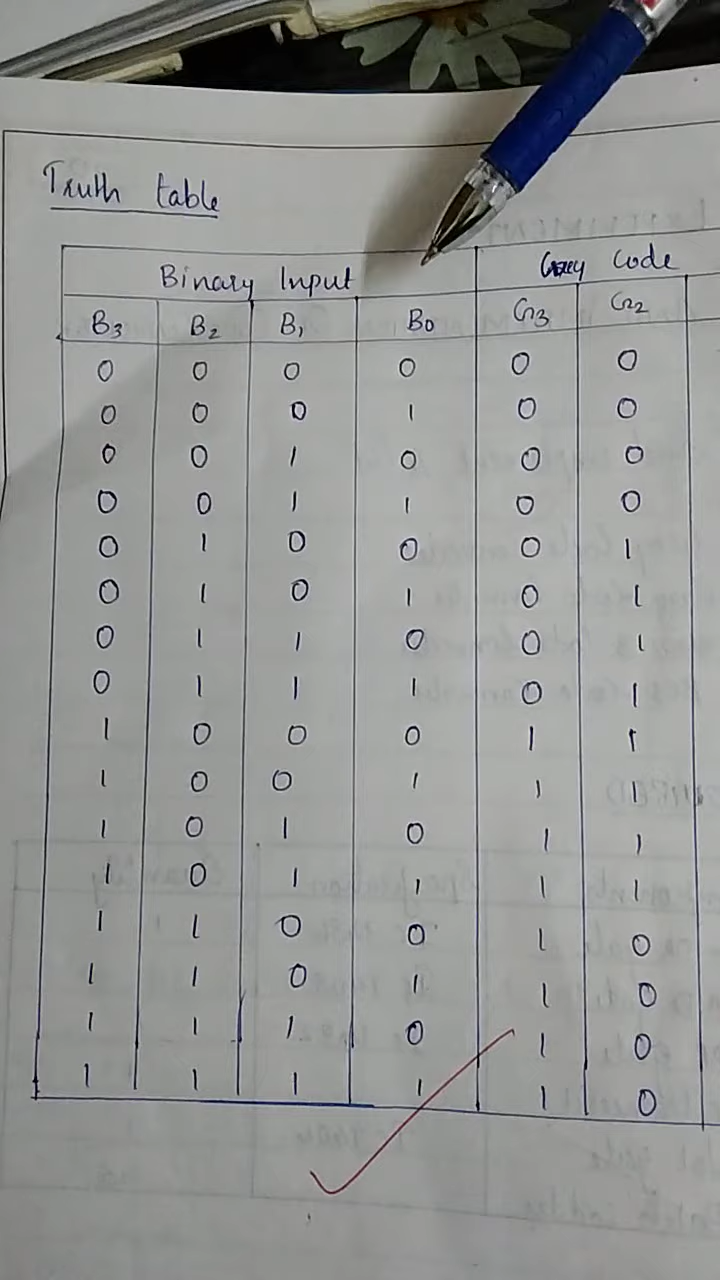 Truth table
Binary Input Grey Code
B3 B2 B1 B0 G3 G2
0 0 0 0 0 0
0 0 0 1 0 0
0 0 1 0 0 0
0 0 1 1 0 0
0 1 0 0 0 1
0 1 0 1 0 1
0 1 1 0 0 1
0 1 1 1 0 1
1 0 0 0 1 1
1 0 0 1 1 1
1 0 1 0 1 1
1 0 1 1 1 1
1 1 0 0 1 0
1 1 0 1 1 0
1 1 1 0 1 0
1 1 1 1 1 0